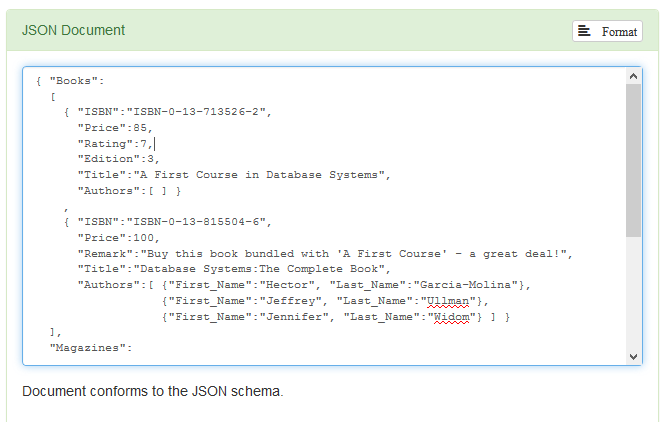 JSON Document
Format
{ "Books":
[
{ "ISBN":"ISBN-0-13-713526-2",
"Price":85,
"Rating":7,
"Edition":3,
"Title":"A First Course in Database Systems",
"Authors":[ ] }
,
{ "ISBN":"ISBN-0-13-815504-6",
"Price":100,
"Remark":"Buy this book bundled with 'A First Course' - a great deal!",
"Title":"Database Systems:The Complete Book",
"Authors":[ {"First_Name":"Hector", "Last_Name":"Garcia-Molina"},
{"First_Name":"Jeffrey", "Last_Name":"Ullman"},
{"First_Name":"Jennifer", "Last_Name":"Widom"} ] }
],
"Magazines":
Document conforms to the JSON schema.